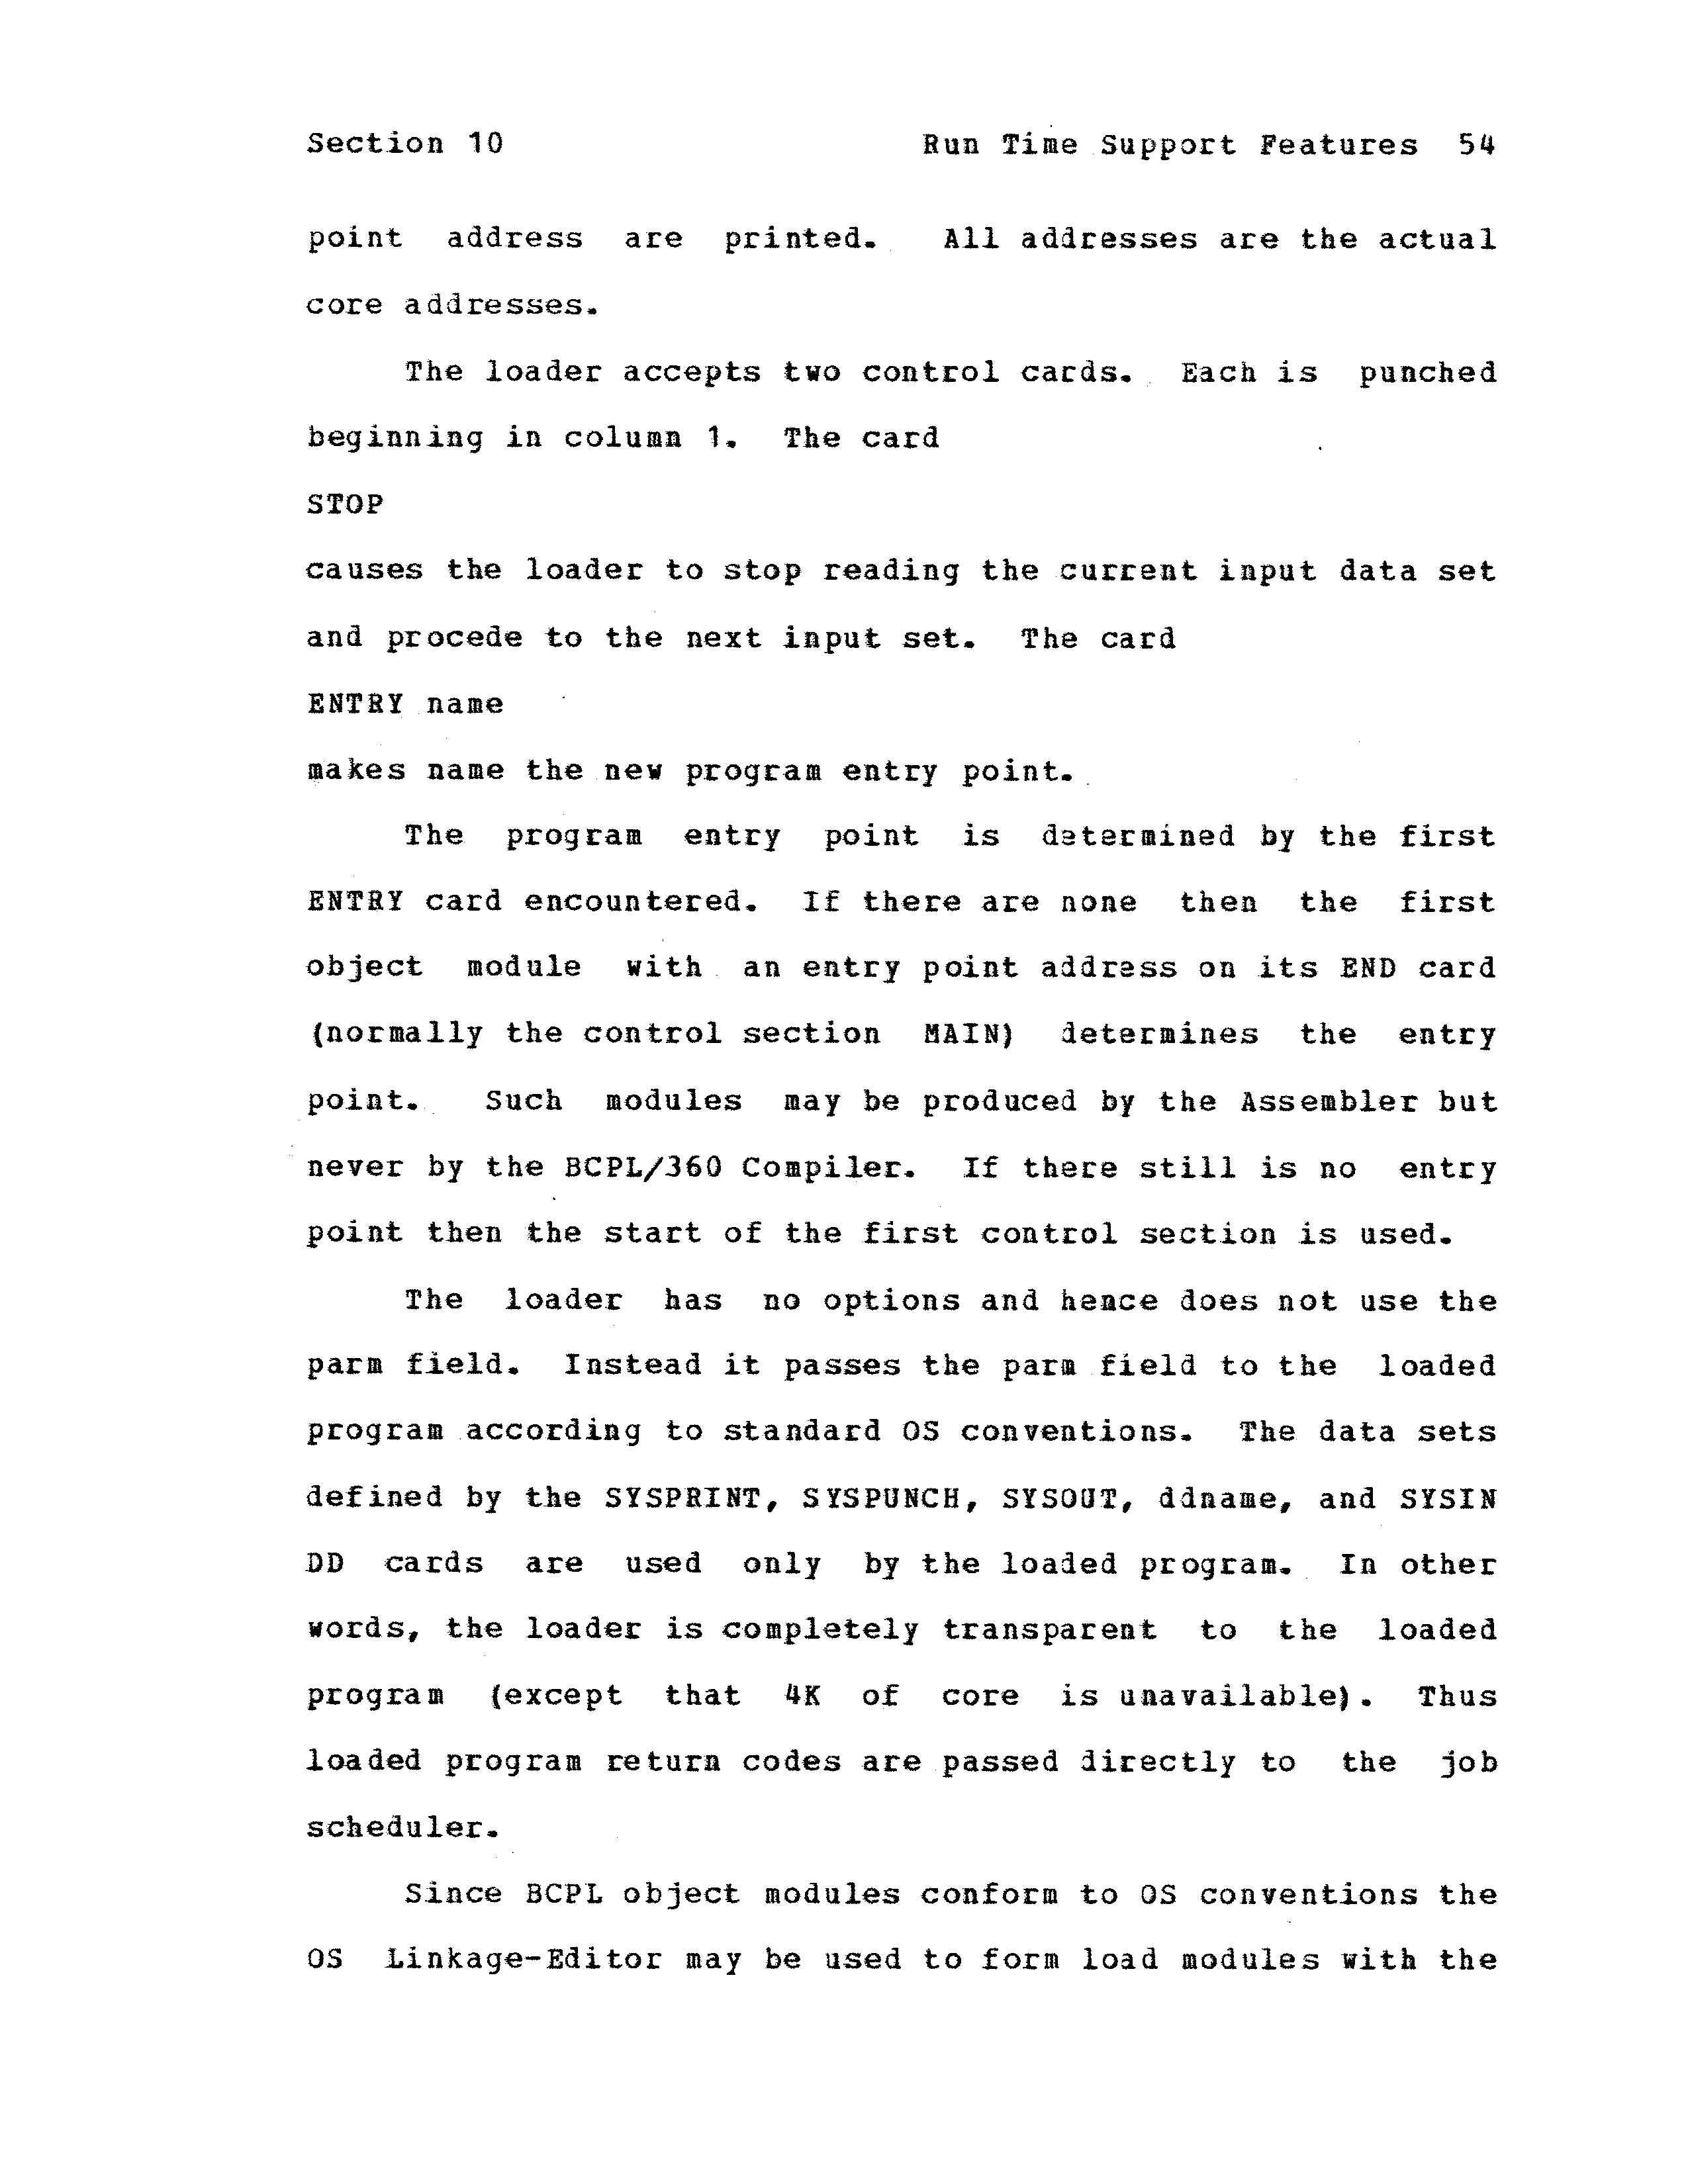 Section 10 Run Time Support Features 54
point address are printed. All addresses are the actual
core addresses.
The loader accepts two control cards. Each is punched
beginning in column 1. The card
STOP
causes the loader to stop reading the current input data set
and procede to the next input set. The card
ENTRY name
makes name the new program entry point.
The program entry point is determined by the first
ENTRY card encountered. If there are none then the first
object module with an entry point address on its END card
(normally the control section MAIN) determines the entry
point. Such modules may be produced by the Assembler but
never by the BCPL/360 Compiler. If there still is no entry
point then the start of the first control section is used.
The loader has no options and hence does not use the
parm field. Instead it passes the parm field to the loaded
program according to standard OS conventions. The data sets
defined by the SYSPRINT, SYSPUNCH, SYSOUT, ddname, and SYSIN
DD cards are used only by the loaded program. In other
words, the loader is completely transparent to the loaded
program (except that 4K of core is unavailable). Thus
loaded program return codes are passed directly to the job
scheduler.
Since BCPL object modules conform to OS conventions the
OS Linkage-Editor may be used to form load modules with the